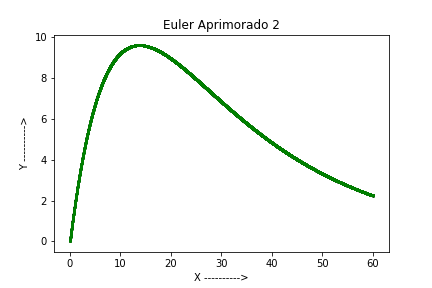 Euler Aprimorado 2
10
8
6
4
2
0
Y ---------->
0 10 20 30 40 50 60
X ---------->